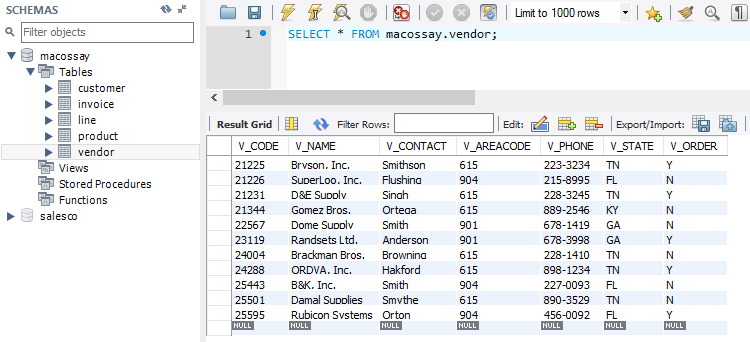 SCHEMAS
Filter objects
macossay
Tables
customer
invoice
line
product
vendor
Views
Stored Procedures
Functions
salesco
Limit to 1000 rows
1 SELECT * FROM macossay.vendor;
Result Grid Filter Rows: Edit: Export/Import:
V_CODE V_NAME V_CONTACT V_AREACODE V_PHONE V_STATE V_ORDER
21225 Bryson, Inc. Smithson 615 223-3234 TN Y
21226 SuperLoo, Inc. Flushing 904 215-8995 FL N
21231 D&E Supply Singh 615 228-3245 TN Y
21344 Gomez Bros. Ortega 615 889-2546 KY N
22567 Dome Supply Smith 901 678-1419 GA N
23119 Randsets Ltd. Anderson 901 678-3998 GA Y
24004 Brackman Bros. Browning 615 228-1410 TN N
24288 ORDVA, Inc. Hakford 615 898-1234 TN Y
25443 B&K, Inc. Smith 904 227-0093 FL N
25501 Damal Supplies Smythe 615 890-3529 TN N
25595 Rubicon Systems Orton 904 456-0092 FL Y
NULL NULL NULL NULL NULL NULL NULL